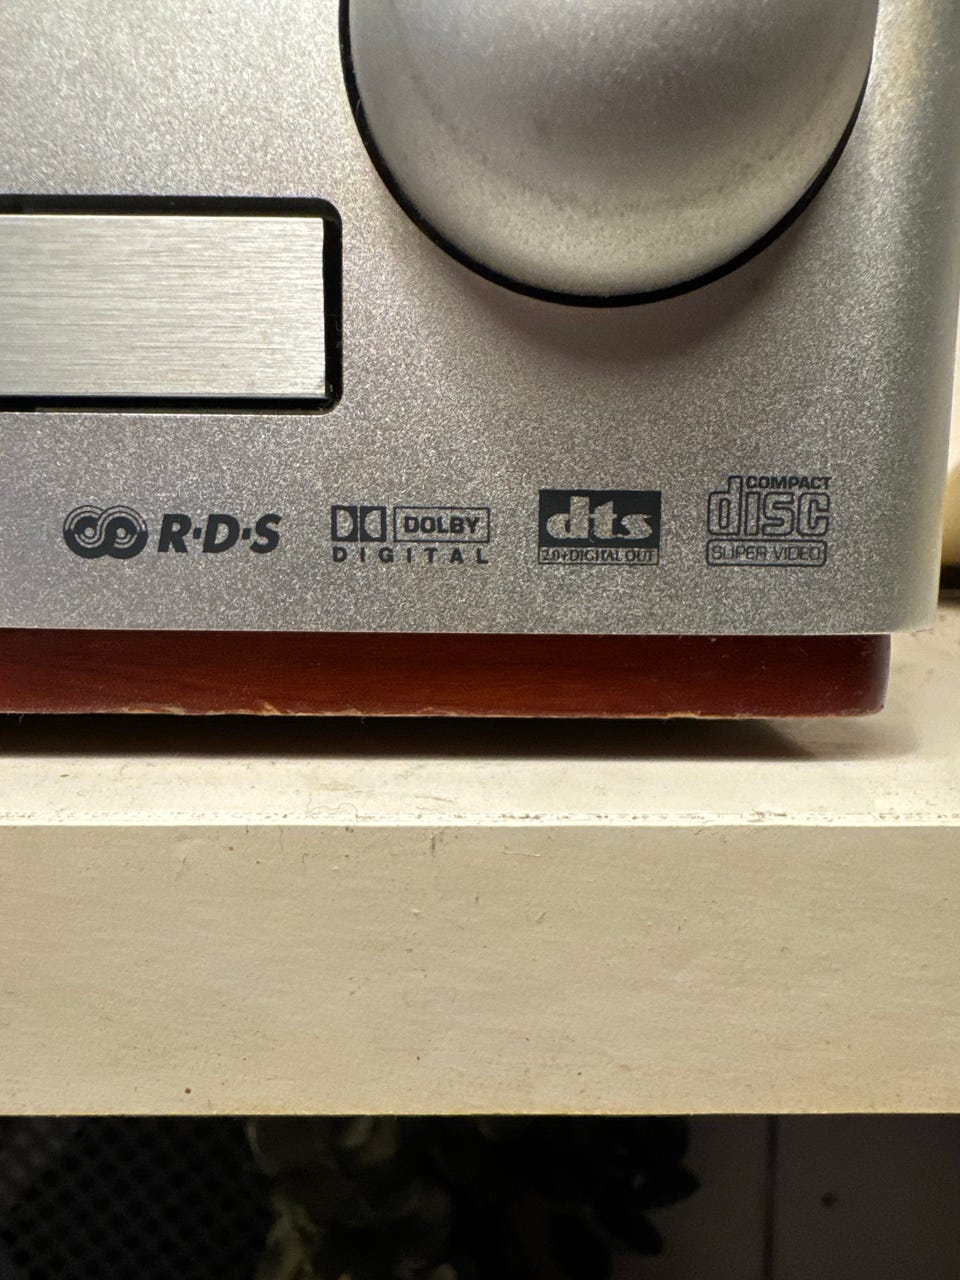 R·D·S
DOLBY
DIGITAL
dts
2.0+DIGITAL OUT
COMPACT
disc
SUPER VIDEO